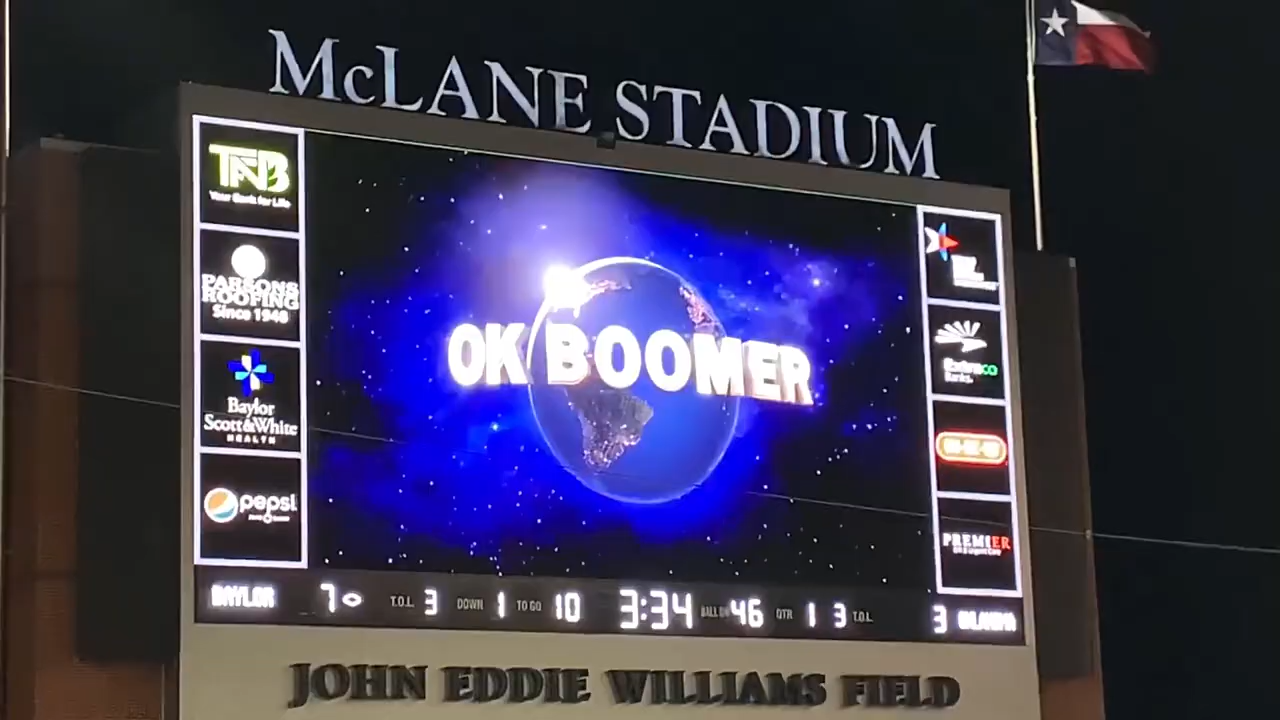 McLANE STADIUM
TFNB
Your Bank for Life
PARSONS
ROOFING
Since 1948
Baylor
Scott&White
HEALTH
pepsi
OK BOOMER
Banks.
PREMIER
BAYLOR 7 T.O.L. 3 DOWN 1 TO GO 10 3:34 BALL ON 46 QTR 1 3 T.O.L. 3
JOHN EDDIE WILLIAMS FIELD